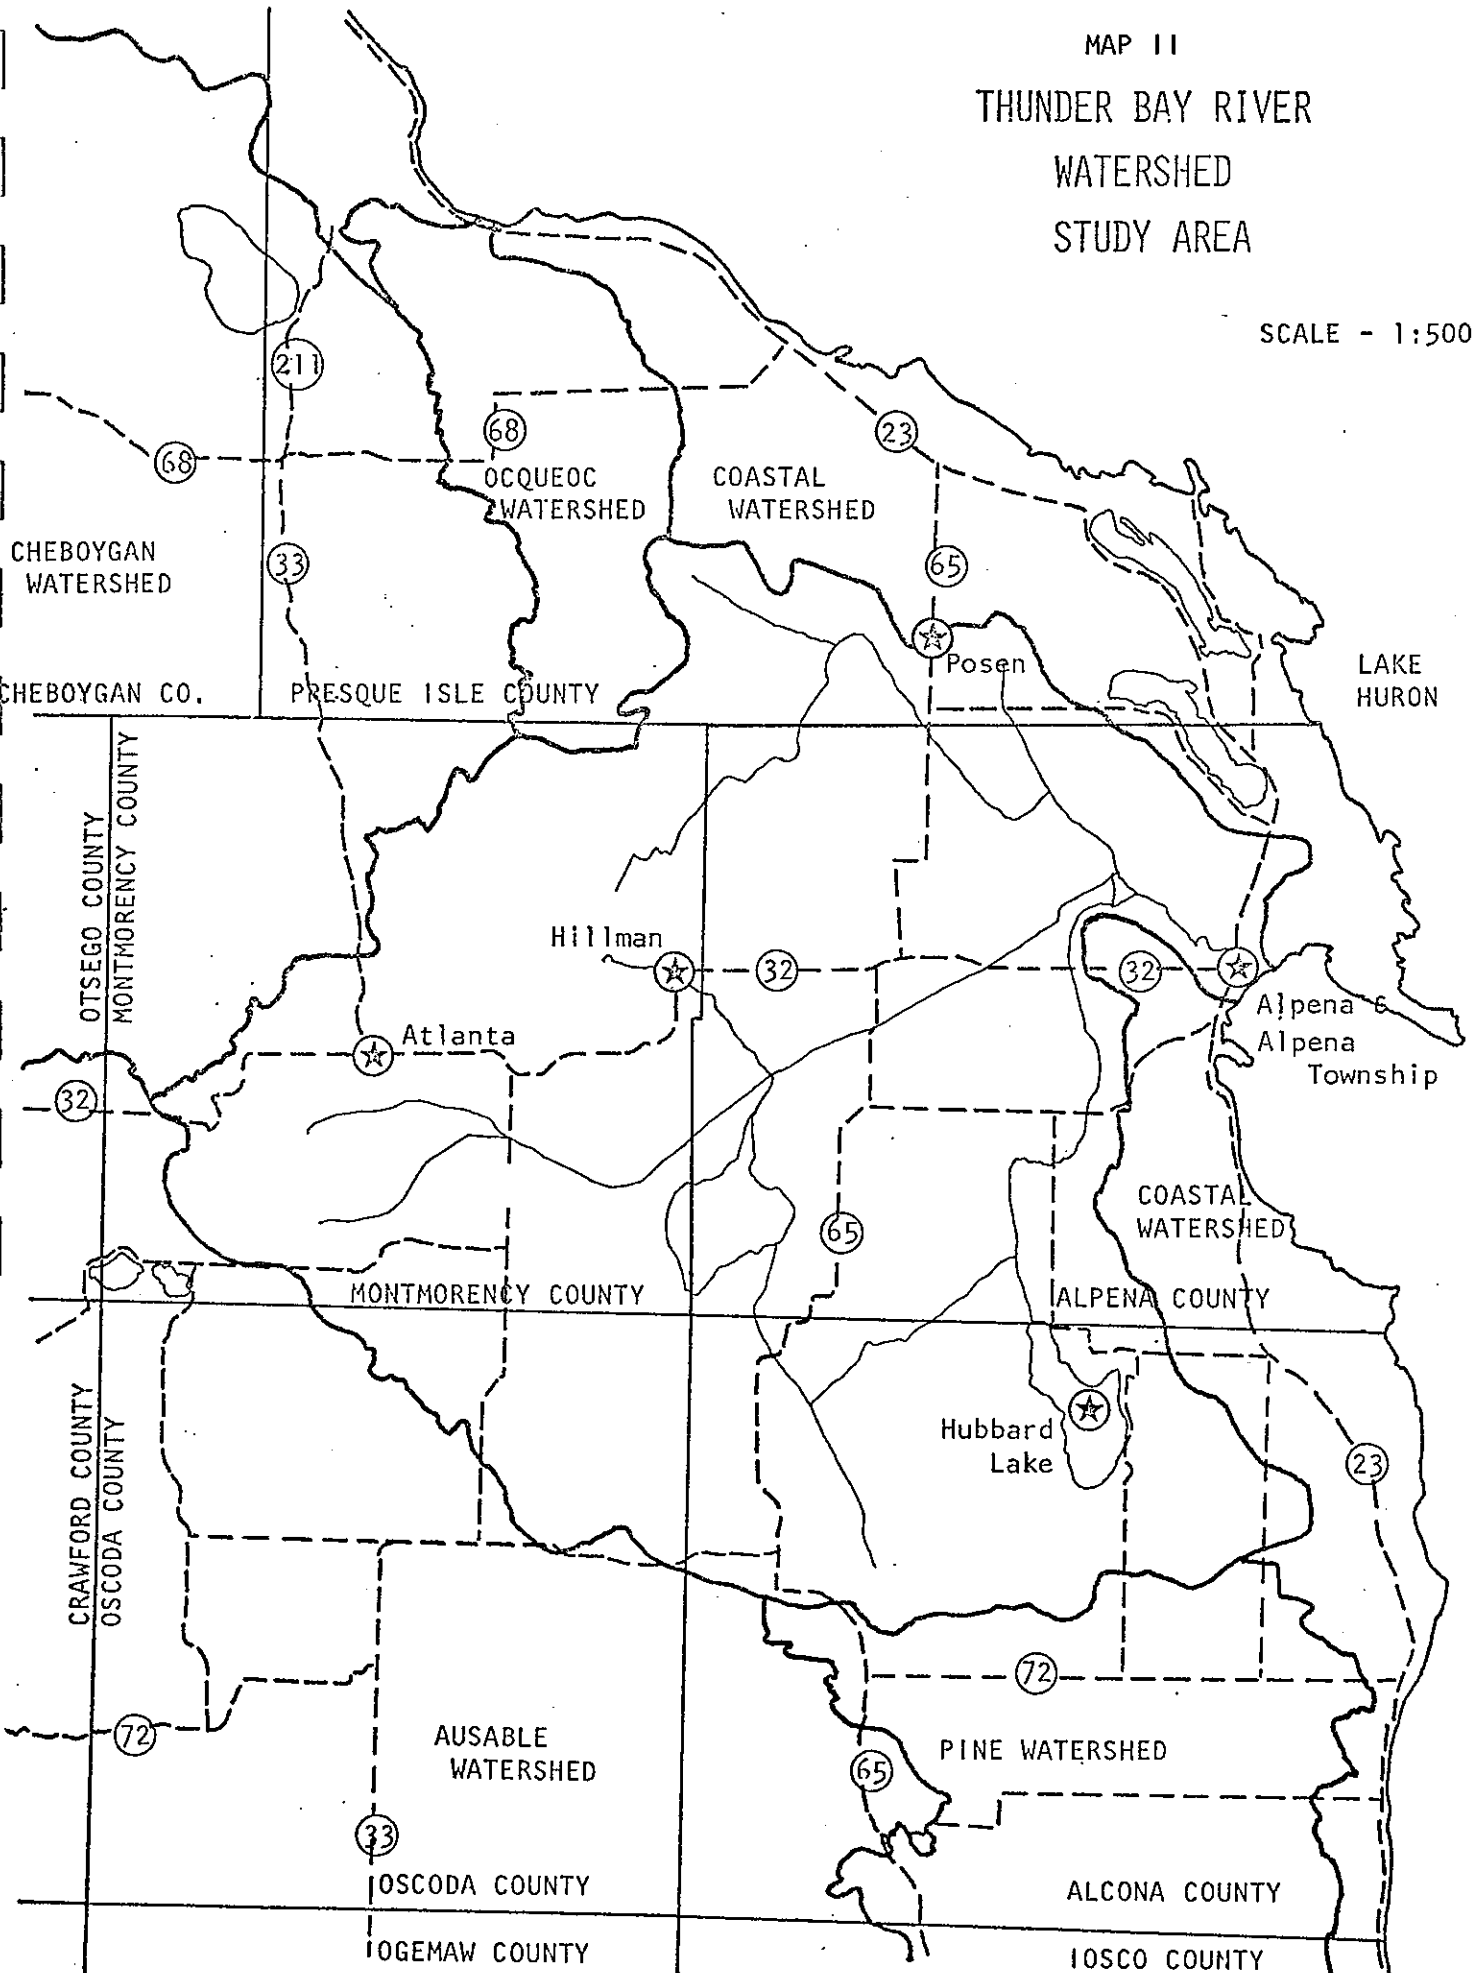 MAP II
THUNDER BAY RIVER
WATERSHED
STUDY AREA
SCALE - 1:500
211
68
68
23
OCQUEOC
WATERSHED
COASTAL
WATERSHED
CHEBOYGAN
WATERSHED
33
65
Posen
LAKE
HURON
CHEBOYGAN CO.
PRESQUE ISLE COUNTY
OTSEGO COUNTY
MONTMORENCY COUNTY
Hillman
32
32
Alpena &
Alpena
Township
Atlanta
32
COASTAL
WATERSHED
65
MONTMORENCY COUNTY
ALPENA COUNTY
CRAWFORD COUNTY
OSCODA COUNTY
Hubbard
Lake
23
72
72
AUSABLE
WATERSHED
PINE WATERSHED
65
33
OSCODA COUNTY
ALCONA COUNTY
OGEMAW COUNTY
IOSCO COUNTY